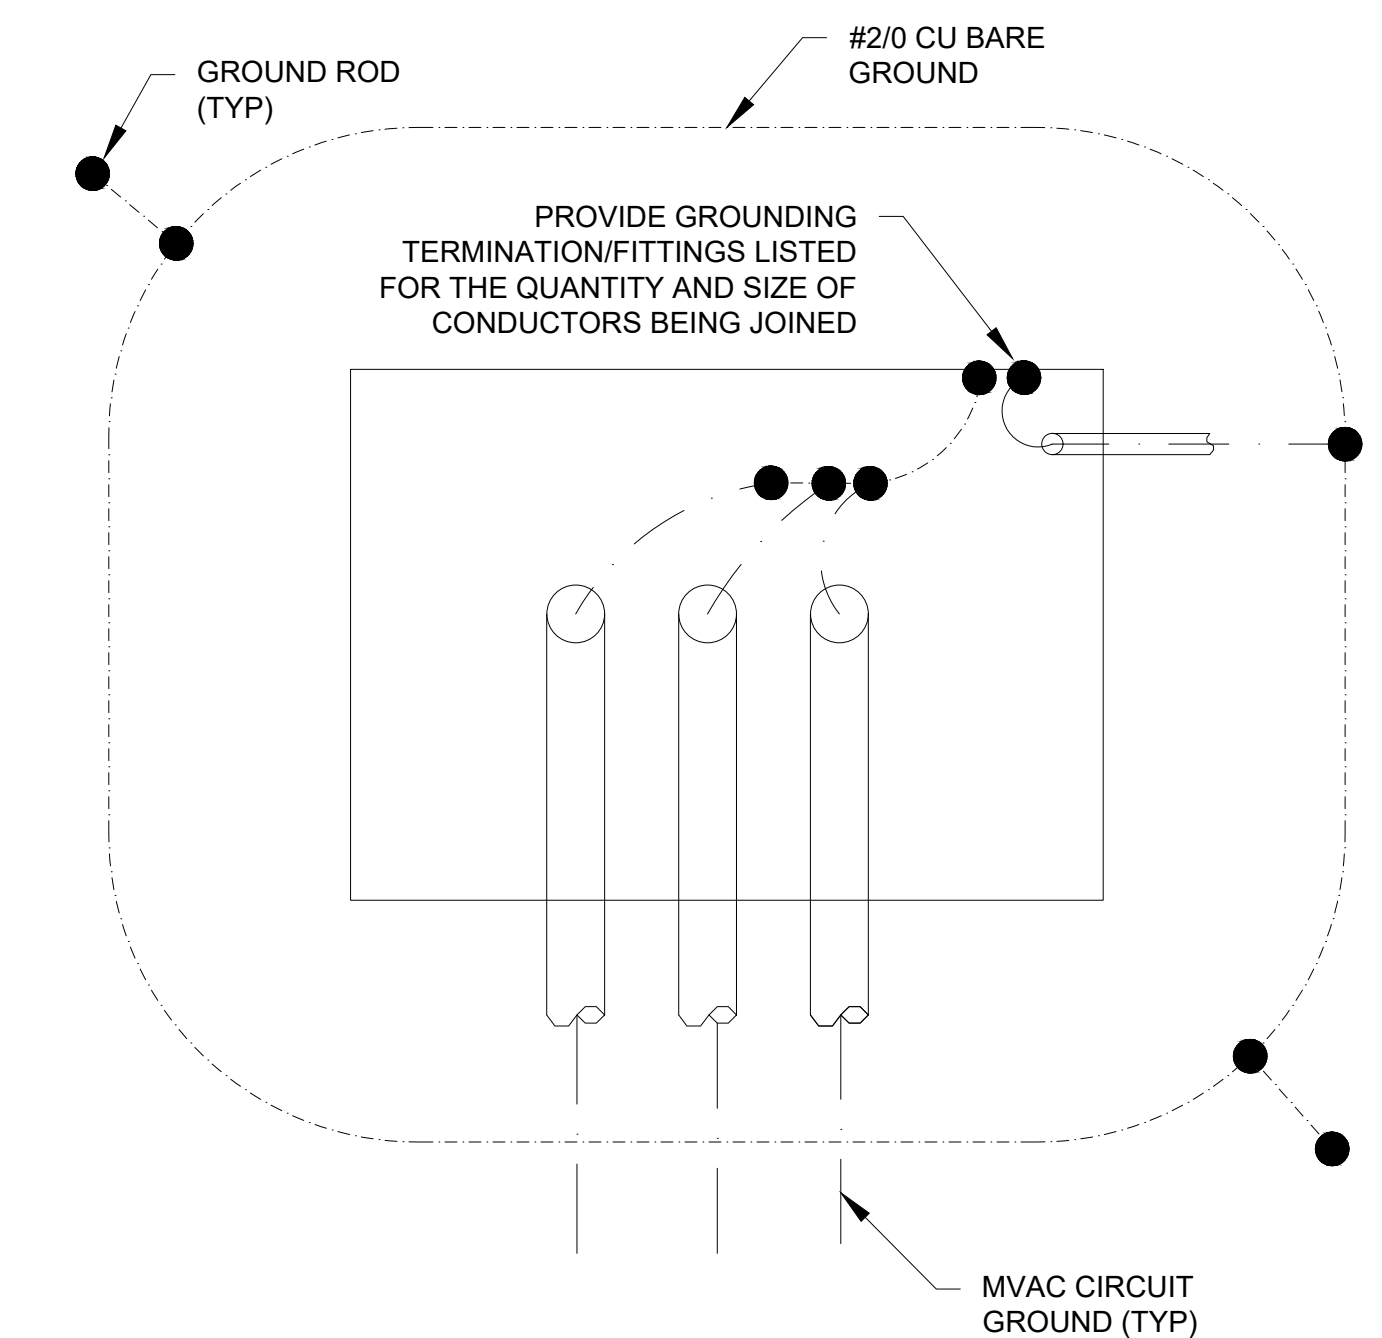 #2/0 CU BARE
GROUND
GROUND ROD
(TYP)
PROVIDE GROUNDING
TERMINATION/FITTINGS LISTED
FOR THE QUANTITY AND SIZE OF
CONDUCTORS BEING JOINED
MVAC CIRCUIT
GROUND (TYP)